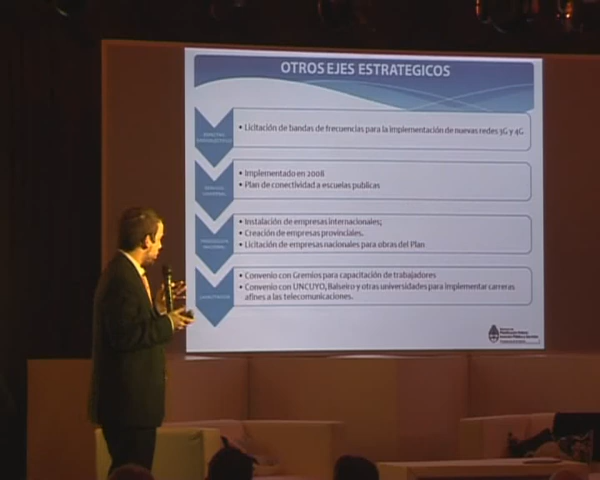 OTROS EJES ESTRATEGICOS
• Licitación de bandas de frecuencias para la implementación de nuevas redes 3G y 4G
• Implementado en 2008
• Plan de conectividad a escuelas publicas
• Instalación de empresas internacionales;
• Creación de empresas provinciales.
• Licitación de empresas nacionales para obras del Plan
• Convenio con Gremios para capacitación de trabajadores
• Convenio con UNCUYO, Balseiro y otras universidades para implementar carreras
afines a las telecomunicaciones.